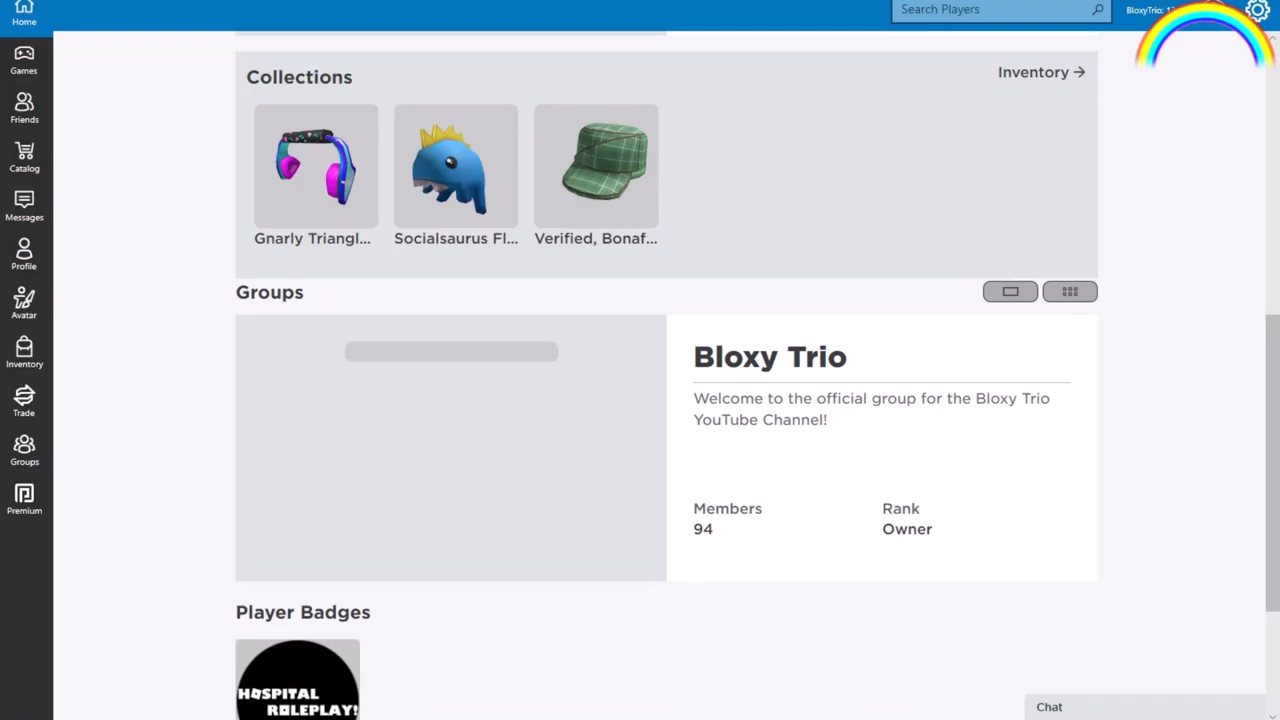 Home
Search Players
BloxyTrio:
Games
Friends
Catalog
Messages
Profile
Avatar
Inventory
Trade
Groups
Premium
Collections
Inventory →
Gnarly Triangl...
Socialsaurus Fl...
Verified, Bonaf...
Groups
Bloxy Trio
Welcome to the official group for the Bloxy Trio
YouTube Channel!
Members
Rank
94
Owner
Player Badges
HOSPITAL
ROLEPLAY!
Chat